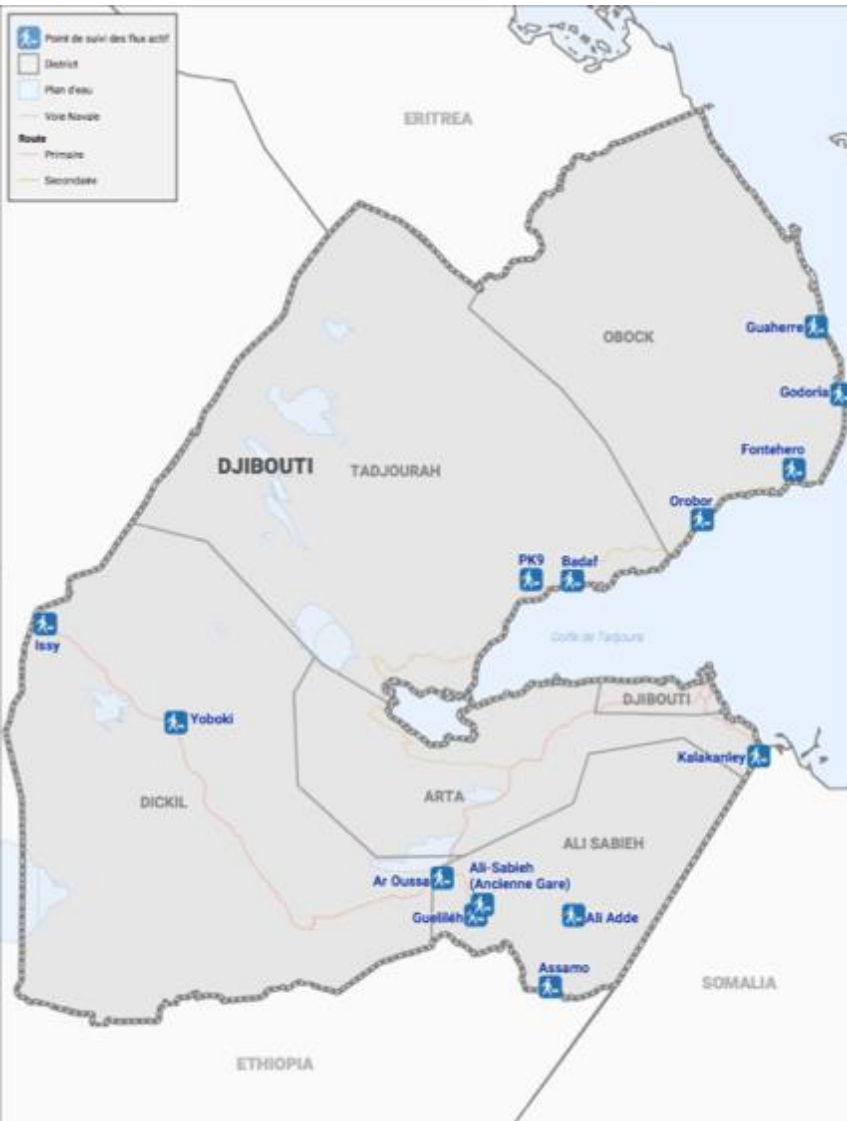 Point de suivi des flux actif
District
Plan d'eau
Voie Navale
Route
Primaire
Secondaire
ERITREA
OBOCK
Guaherre
Godoria
Fontehero
DJIBOUTI
TADJOURAH
Orobor
PK9
Badaf
Golfe de Tadjoura
Issy
DJIBOUTI
Yoboki
Kalakanley
DICKIL
ARTA
ALI SABIEH
Ar Oussa
Ali-Sabieh
(Ancienne Gare)
Guelilêh
Ali Adde
Assamo
SOMALIA
ETHIOPIA